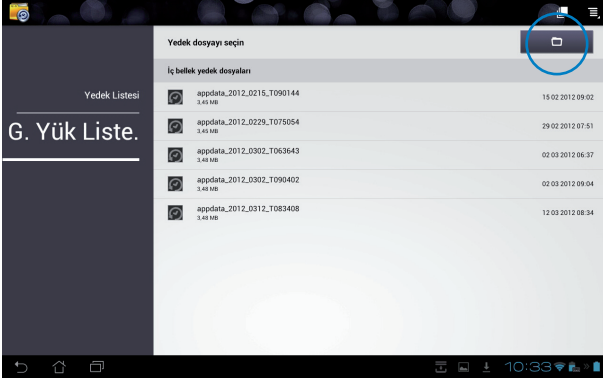 Yedek dosyayı seçin
İç bellek yedek dosyaları
Yedek Listesi
G. Yük Liste.
appdata_2012_0215_T090144
3,45 MB
15 02 2012 09:02
appdata_2012_0229_T075054
3,45 MB
29 02 2012 07:51
appdata_2012_0302_T063643
3,48 MB
02 03 2012 06:37
appdata_2012_0302_T090402
3,48 MB
02 03 2012 09:04
appdata_2012_0312_T083408
3,48 MB
12 03 2012 08:34
10:33